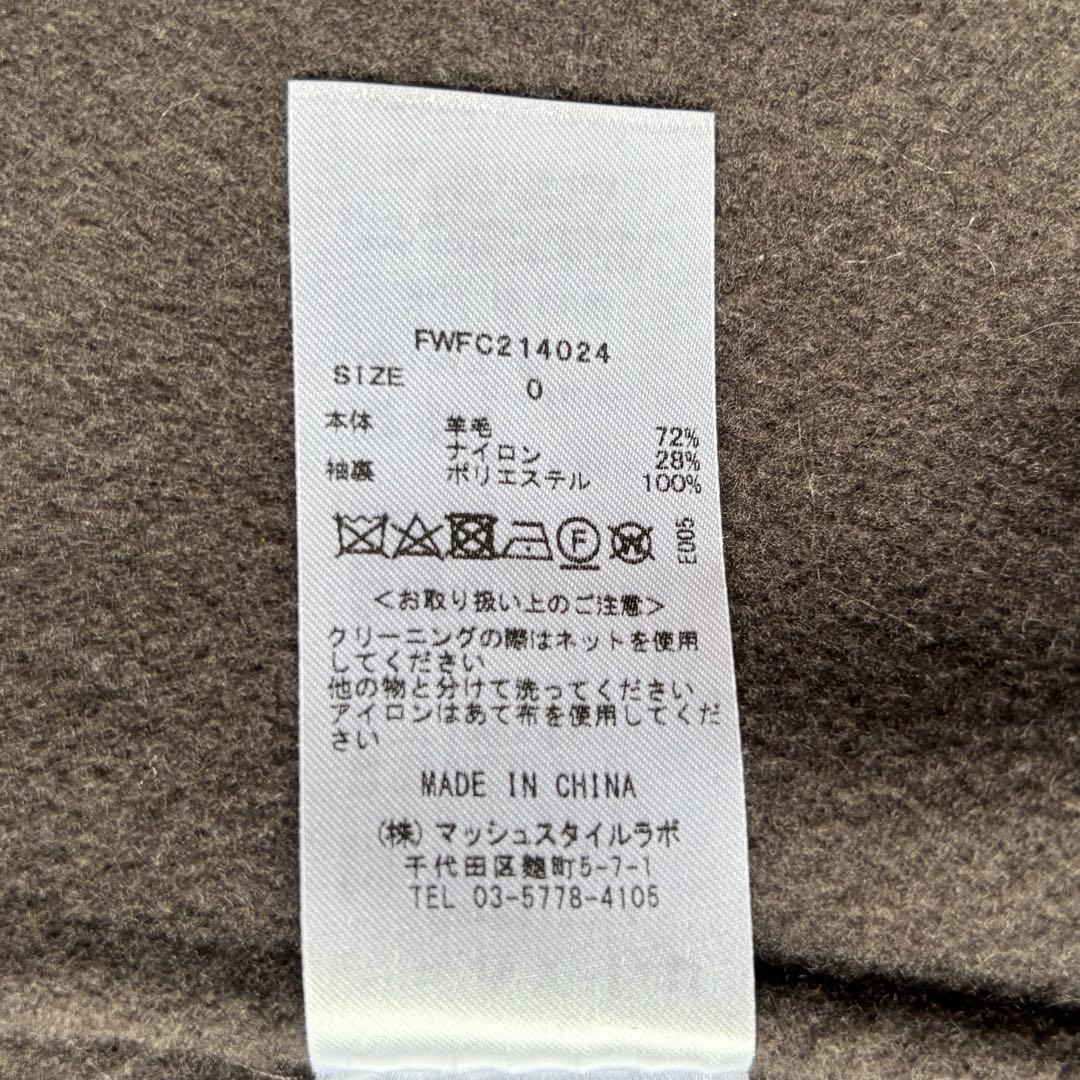 FWFC214024
SIZE 0
本体 羊毛 72%
ナイロン 28%
袖裏 ポリエステル 100%
F W E005
<お取り扱い上のご注意>
クリーニングの際はネットを使用
してください
他の物と分けて洗ってください
アイロンはあて布を使用してくだ
さい
MADE IN CHINA
(株)マッシュスタイルラボ
千代田区麹町5-7-1
TEL 03-5778-4105